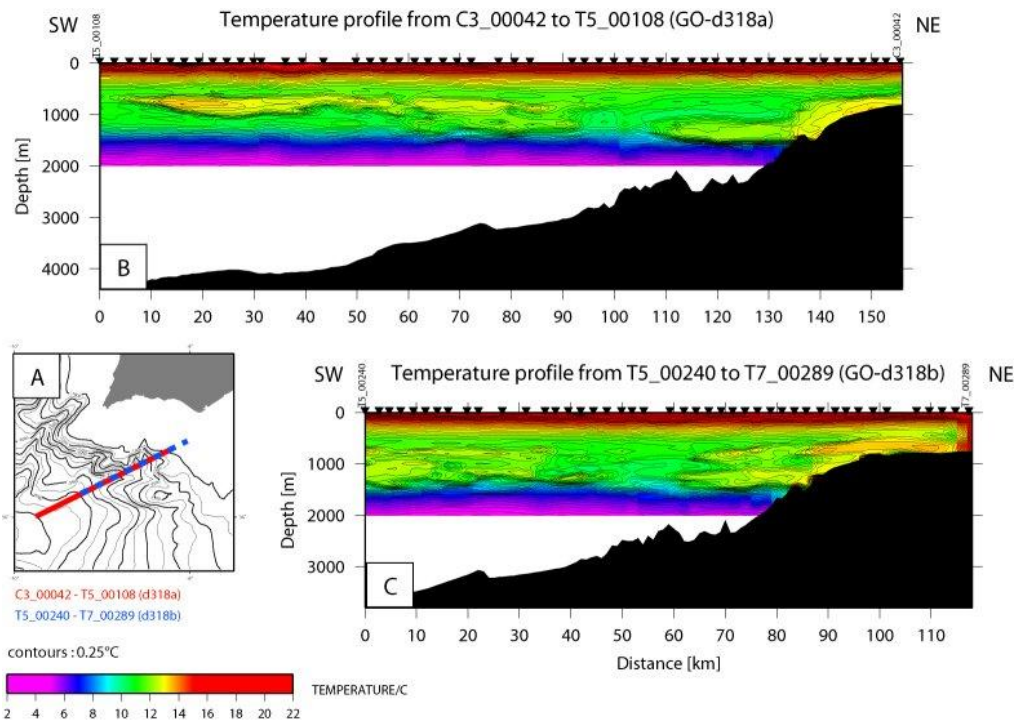 SW
Temperature profile from C3_00042 to T5_00108 (GO-d318a)
NE
T5_00108
C3_00042
0
1000
2000
3000
4000
Depth [m]
B
0 10 20 30 40 50 60 70 80 90 100 110 120 130 140 150
A
C3_00042 - T5_00108 (d318a)
T5_00240 - T7_00289 (d318b)
contours : 0.25°C
2 4 6 8 10 12 14 16 18 20 22
TEMPERATURE/C
SW
Temperature profile from T5_00240 to T7_00289 (GO-d318b)
NE
T5_00240
T7_00289
0
1000
2000
3000
Depth [m]
C
0 10 20 30 40 50 60 70 80 90 100 110
Distance [km]